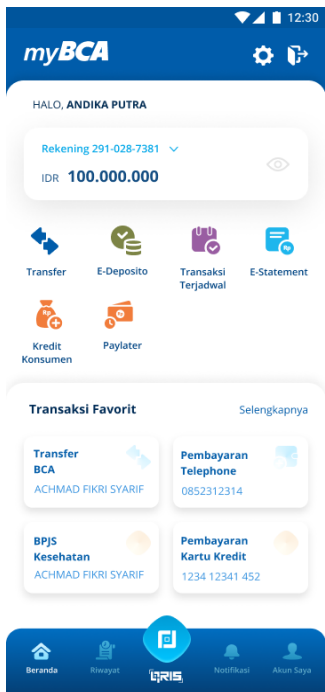 12:30
myBCA
HALO, ANDIKA PUTRA
Rekening 291-028-7381
IDR 100.000.000
Transfer
E-Deposito
Transaksi
Terjadwal
E-Statement
Kredit
Konsumen
Paylater
Transaksi Favorit
Selengkapnya
Transfer
BCA
ACHMAD FIKRI SYARIF
Pembayaran
Telephone
0852312314
BPJS
Kesehatan
ACHMAD FIKRI SYARIF
Pembayaran
Kartu Kredit
1234 12341 452
Beranda
Riwayat
QRIS
Notifikasi
Akun Saya